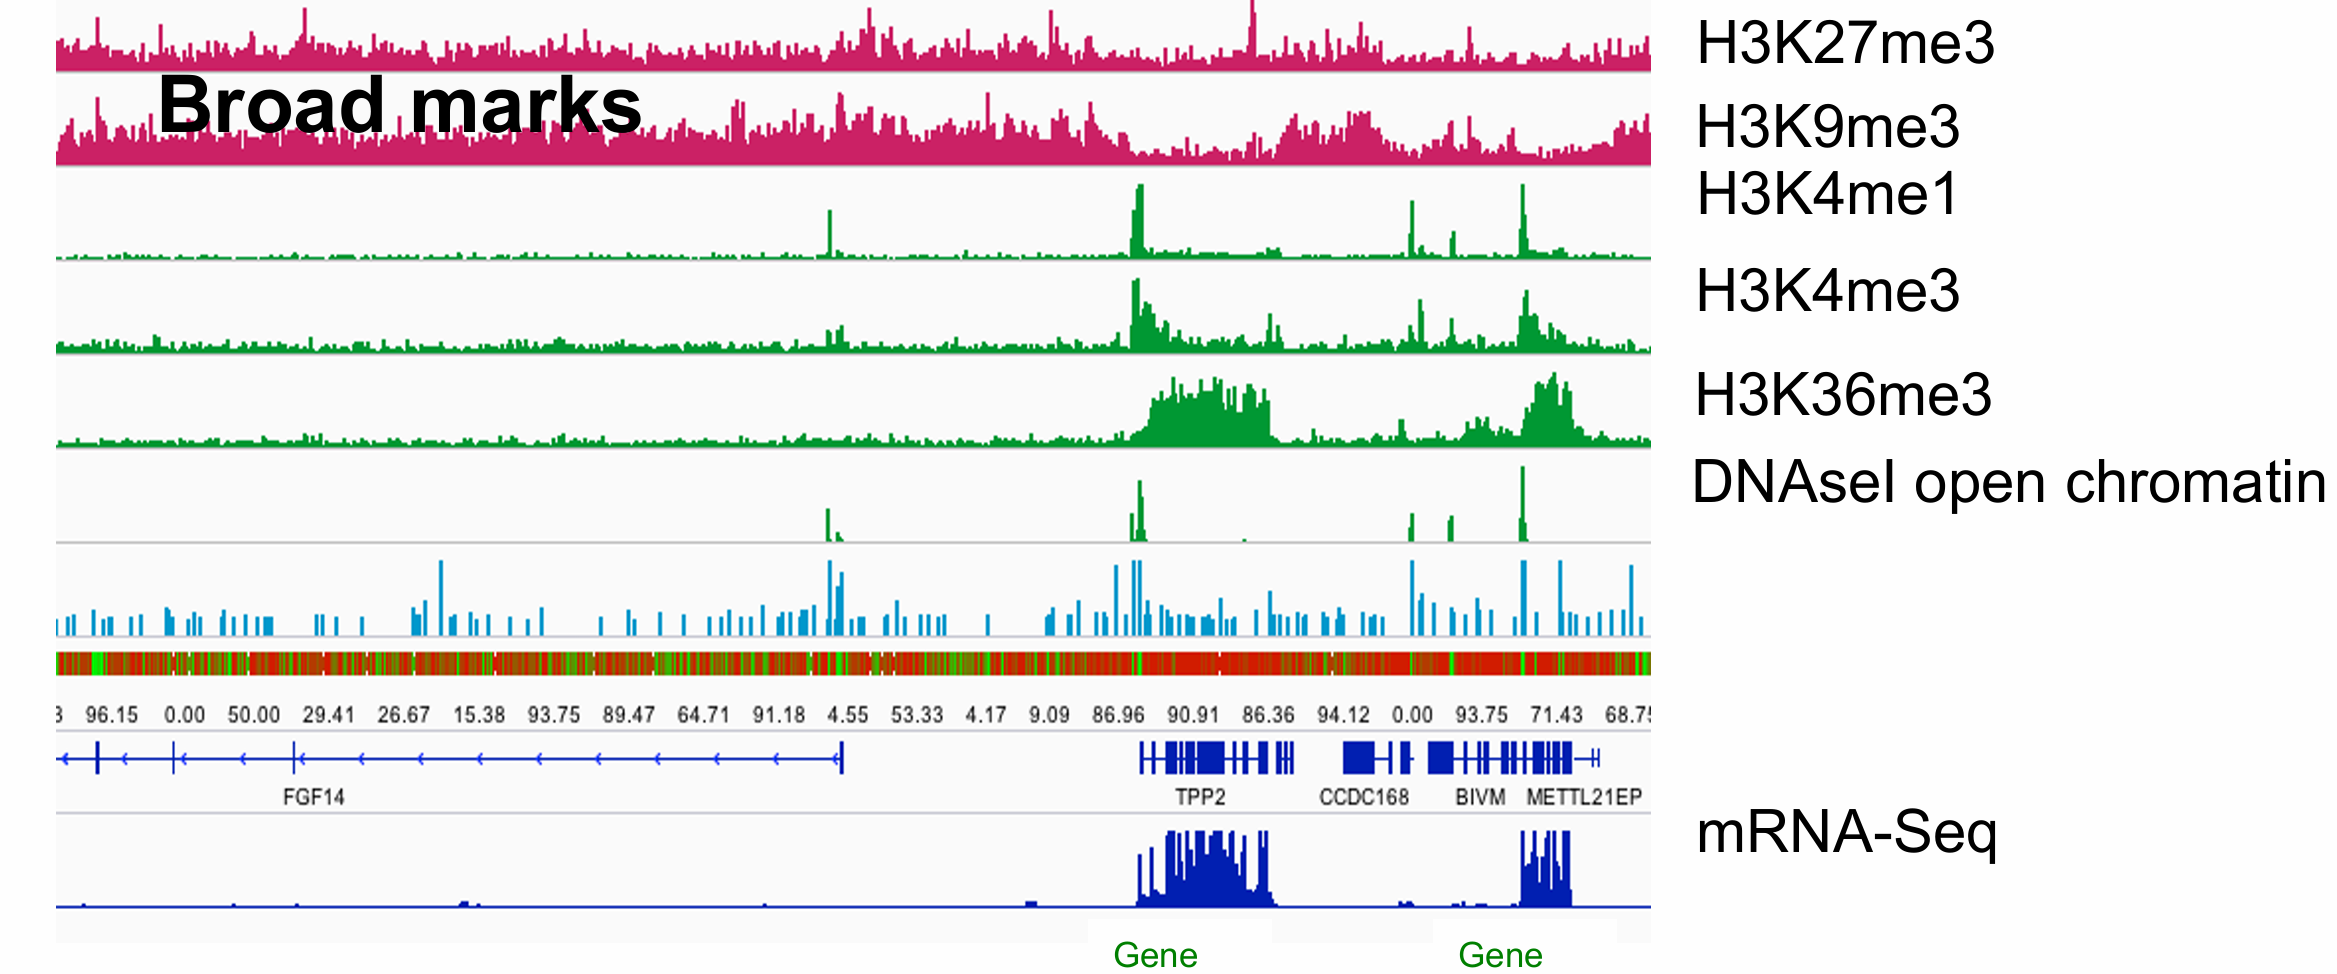 H3K27me3
Broad marks
H3K9me3
H3K4me1
H3K4me3
H3K36me3
DNAseI open chromatin
96.15 0.00 50.00 29.41 26.67 15.38 93.75 89.47 64.71 91.18 4.55 53.33 4.17 9.09 86.96 90.91 86.36 94.12 0.00 93.75 71.43 68.75
FGF14 TPP2 CCDC168 BIVM METTL21EP
mRNA-Seq
Gene Gene